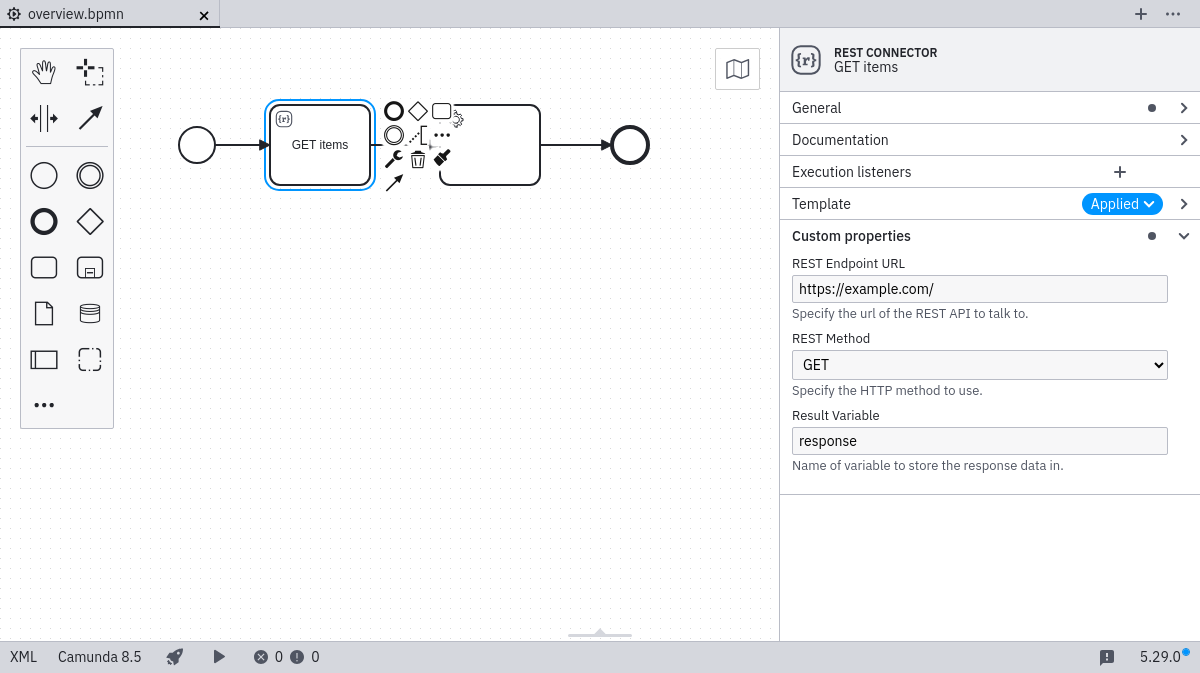 overview.bpmn
{r}
GET items
{r}
REST CONNECTOR
GET items
General
Documentation
Execution listeners
Template
Applied
Custom properties
REST Endpoint URL
https://example.com/
Specify the url of the REST API to talk to.
REST Method
GET
Specify the HTTP method to use.
Result Variable
response
Name of variable to store the response data in.
XML
Camunda 8.5
0
0
5.29.0